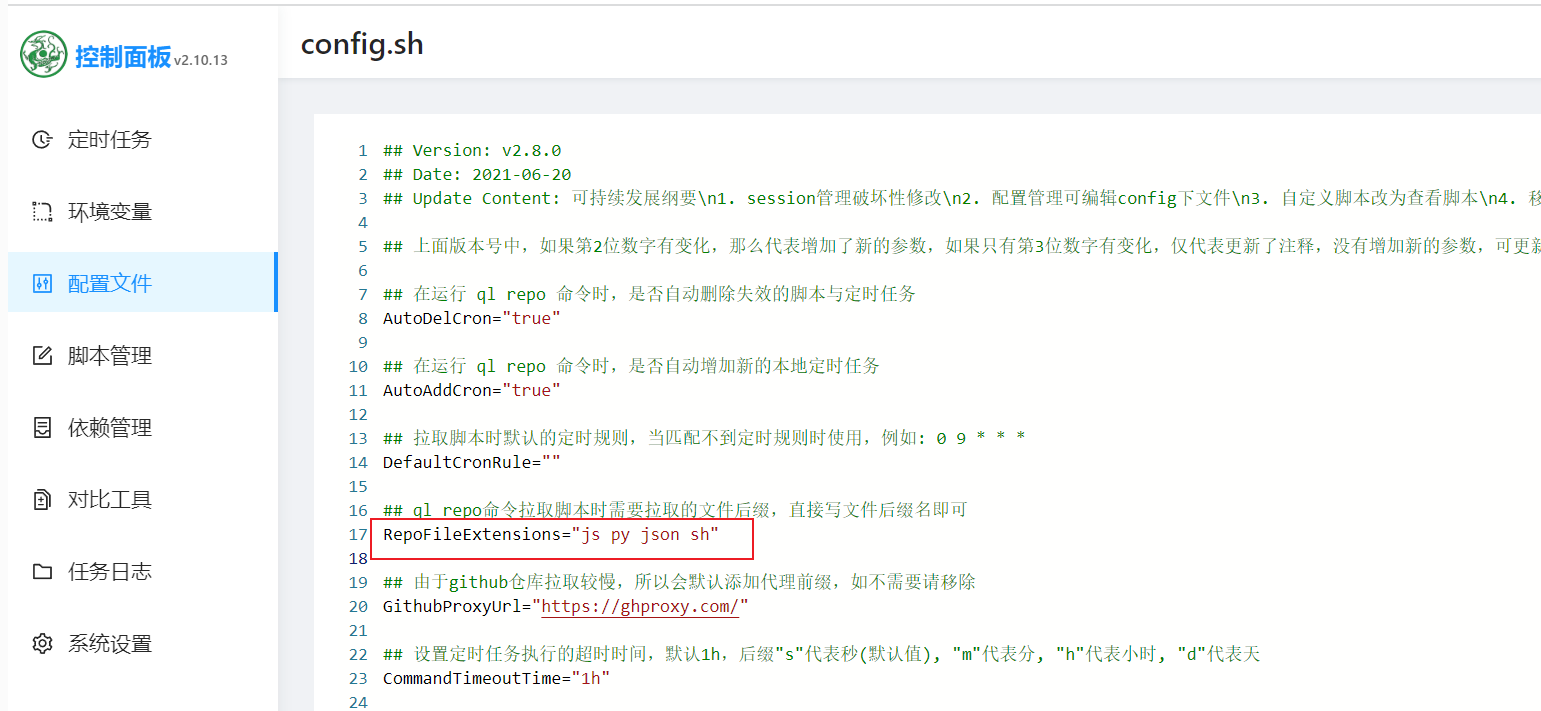 控制面板 v2.10.13
config.sh
定时任务
环境变量
配置文件
脚本管理
依赖管理
对比工具
任务日志
系统设置
1 ## Version: v2.8.0
2 ## Date: 2021-06-20
3 ## Update Content: 可持续发展纲要\n1. session管理破坏性修改\n2. 配置管理可编辑config下文件\n3. 自定义脚本改为查看脚本\n4. 移
4
5 ## 上面版本号中，如果第2位数字有变化，那么代表增加了新的参数，如果只有第3位数字有变化，仅代表更新了注释，没有增加新的参数，可更新
6
7 ## 在运行 ql repo 命令时，是否自动删除失效的脚本与定时任务
8 AutoDelCron="true"
9
10 ## 在运行 ql repo 命令时，是否自动增加新的本地定时任务
11 AutoAddCron="true"
12
13 ## 拉取脚本时默认的定时规则，当匹配不到定时规则时使用，例如: 0 9 * * *
14 DefaultCronRule=""
15
16 ## ql repo命令拉取脚本时需要拉取的文件后缀，直接写文件后缀名即可
17 RepoFileExtensions="js py json sh"
18
19 ## 由于github仓库拉取较慢，所以会默认添加代理前缀，如不需要请移除
20 GithubProxyUrl="https://ghproxy.com/"
21
22 ## 设置定时任务执行的超时时间，默认1h，后缀"s"代表秒(默认值), "m"代表分, "h"代表小时, "d"代表天
23 CommandTimeoutTime="1h"
24